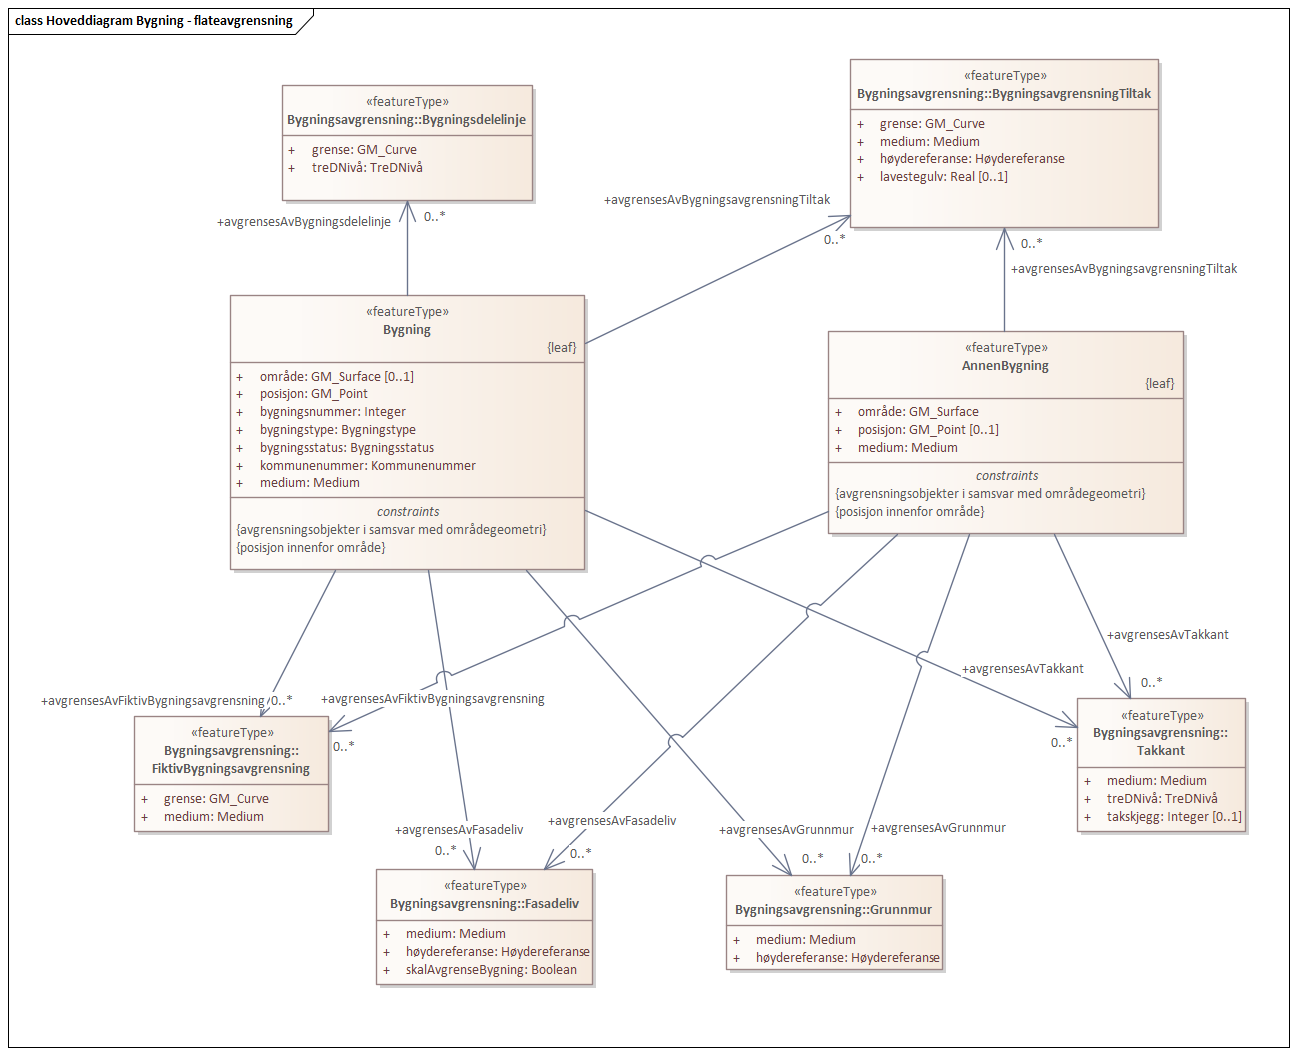 class Hoveddiagram Bygning - flateavgrensning
«featureType»
Bygningsavgrensning::Bygningsdelelinje
+ grense: GM_Curve
+ treDNivå: TreDNivå
«featureType»
Bygningsavgrensning::BygningsavgrensningTiltak
+ grense: GM_Curve
+ medium: Medium
+ høydereferanse: Høydereferanse
+ lavestegulv: Real [0..1]
+avgrensesAvBygningsdelelinje
0..*
+avgrensesAvBygningsavgrensningTiltak
0..*
0..*
+avgrensesAvBygningsavgrensningTiltak
«featureType»
Bygning
{leaf}
+ område: GM_Surface [0..1]
+ posisjon: GM_Point
+ bygningsnummer: Integer
+ bygningstype: Bygningstype
+ bygningsstatus: Bygningsstatus
+ kommunenummer: Kommunenummer
+ medium: Medium
constraints
{avgrensningsobjekter i samsvar med områdegeometri}
{posisjon innenfor område}
«featureType»
AnnenBygning
{leaf}
+ område: GM_Surface
+ posisjon: GM_Point [0..1]
+ medium: Medium
constraints
{avgrensningsobjekter i samsvar med områdegeometri}
{posisjon innenfor område}
+avgrensesAvTakkant
0..*
+avgrensesAvTakkant
0..*
+avgrensesAvFiktivBygningsavgrensning
0..*
+avgrensesAvFiktivBygningsavgrensning
0..*
«featureType»
Bygningsavgrensning::
FiktivBygningsavgrensning
+ grense: GM_Curve
+ medium: Medium
«featureType»
Bygningsavgrensning::
Takkant
+ medium: Medium
+ treDNivå: TreDNivå
+ takskjegg: Integer [0..1]
+avgrensesAvFasadeliv
0..*
+avgrensesAvFasadeliv
0..*
+avgrensesAvGrunnmur
0..*
+avgrensesAvGrunnmur
0..*
«featureType»
Bygningsavgrensning::Fasadeliv
+ medium: Medium
+ høydereferanse: Høydereferanse
+ skalAvgrenseBygning: Boolean
«featureType»
Bygningsavgrensning::Grunnmur
+ medium: Medium
+ høydereferanse: Høydereferanse